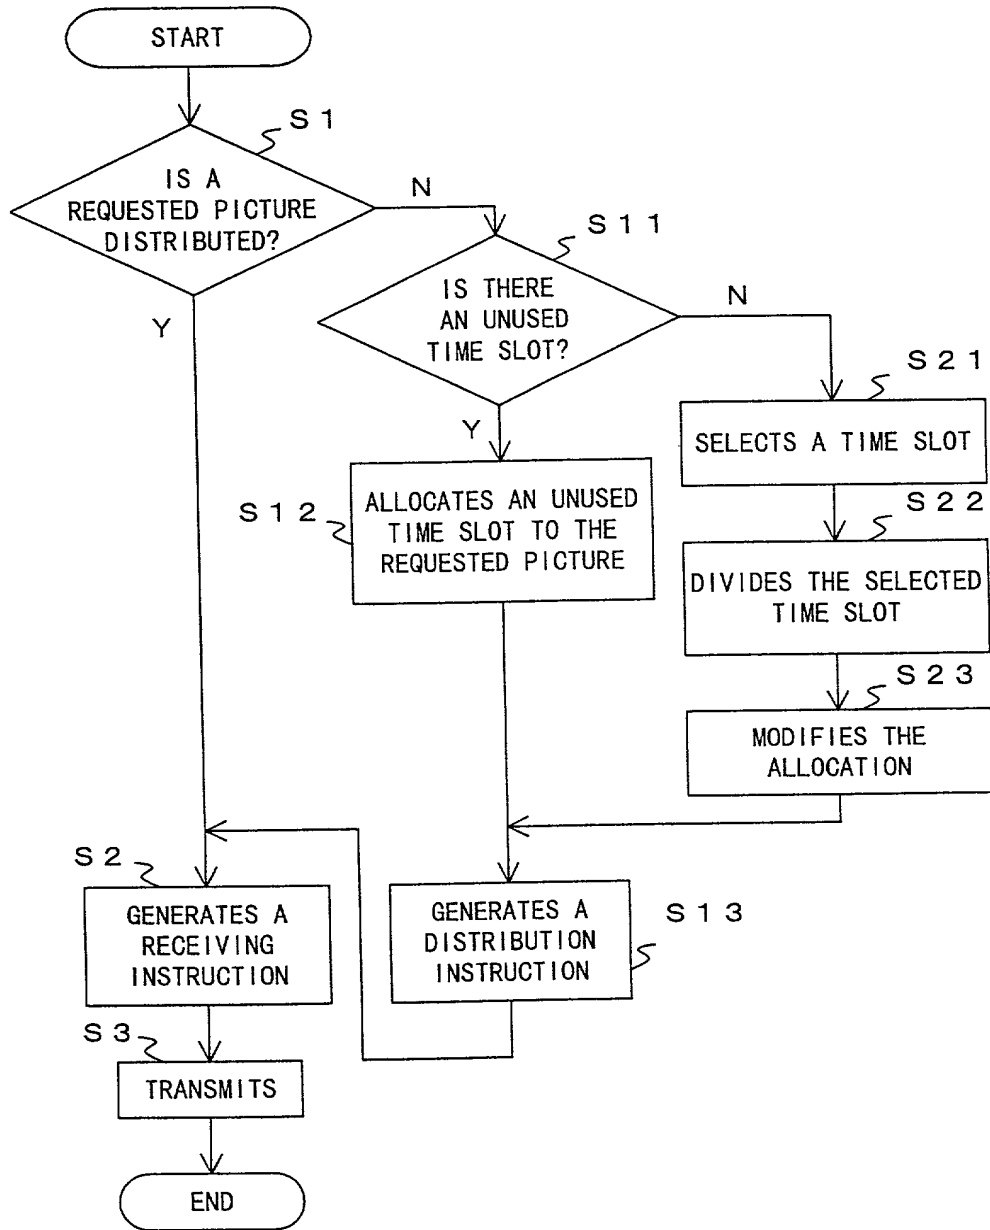 START
S1
IS A
REQUESTED PICTURE
DISTRIBUTED?
N
Y
S11
IS THERE
AN UNUSED
TIME SLOT?
N
Y
S21
SELECTS A TIME SLOT
S12
ALLOCATES AN UNUSED
TIME SLOT TO THE
REQUESTED PICTURE
S22
DIVIDES THE SELECTED
TIME SLOT
S23
MODIFIES THE
ALLOCATION
S2
GENERATES A
RECEIVING
INSTRUCTION
GENERATES A
DISTRIBUTION
INSTRUCTION
S13
S3
TRANSMITS
END